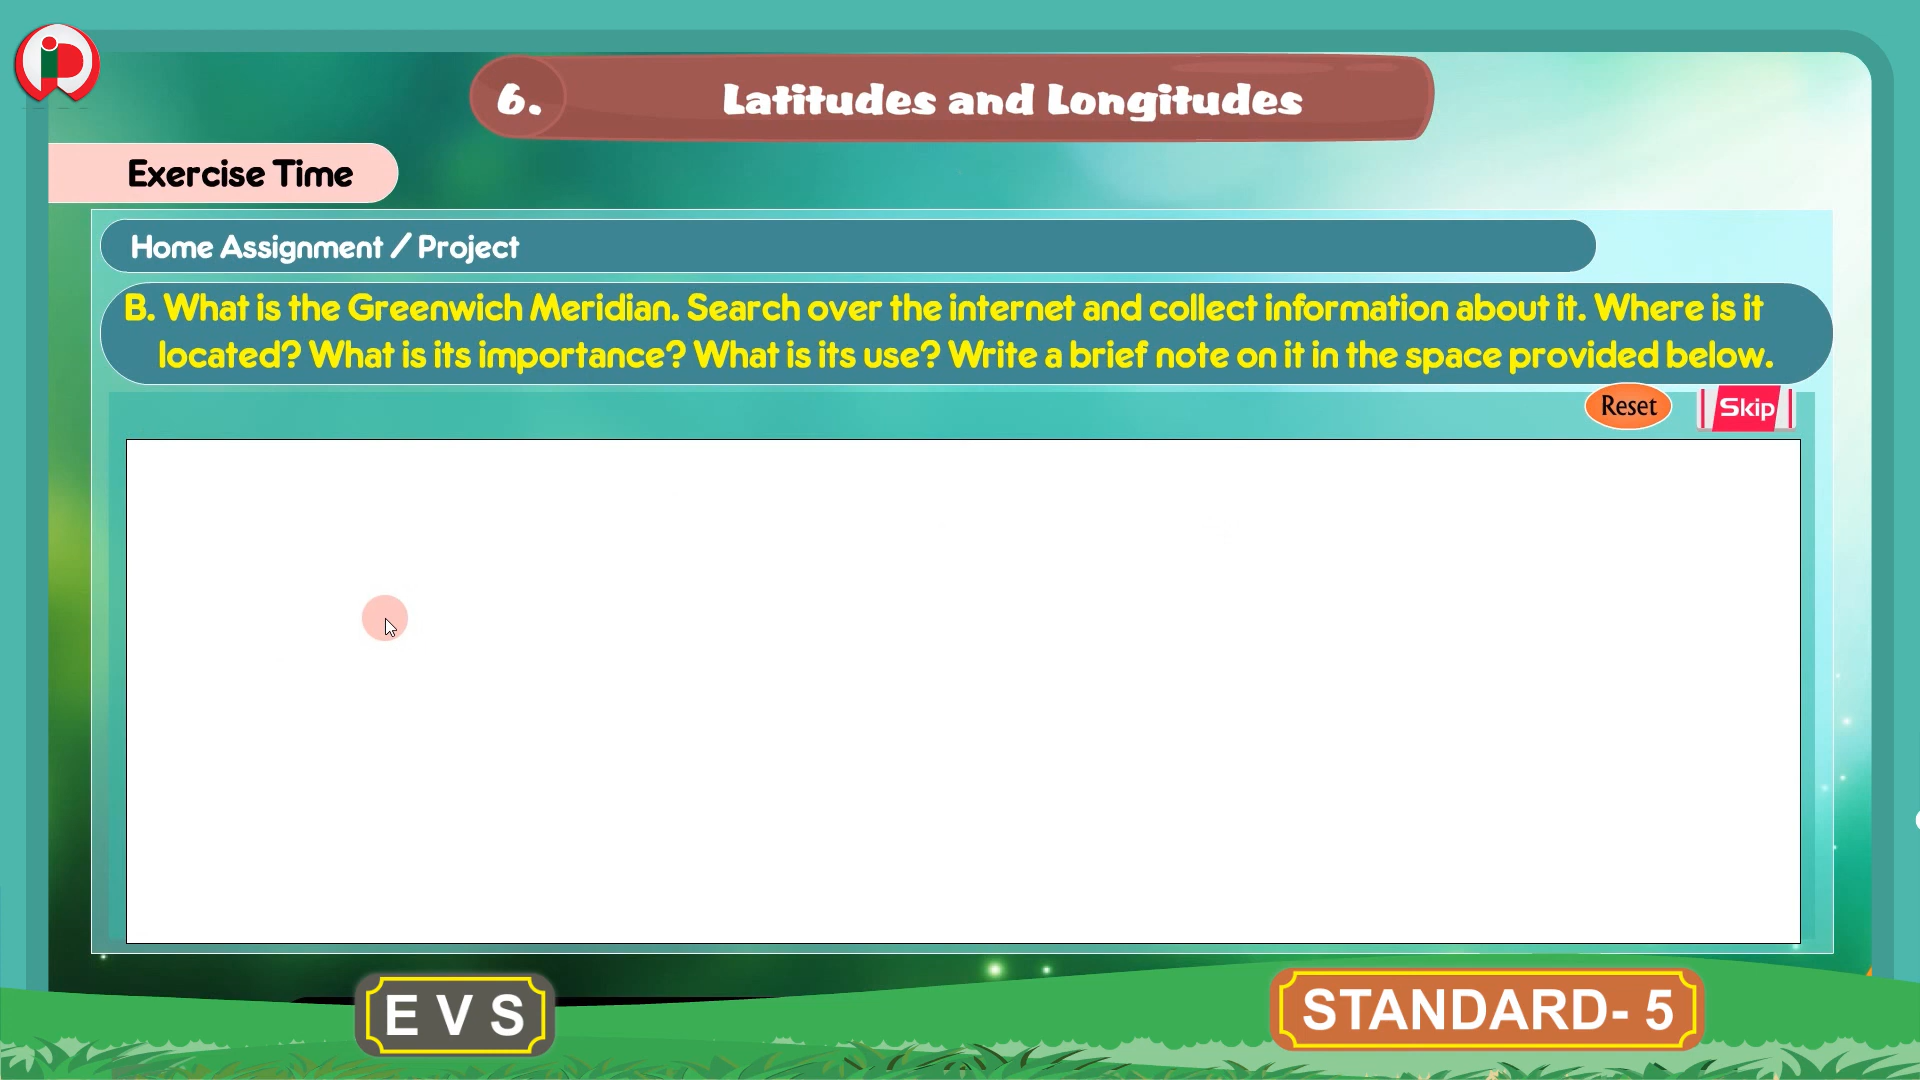 6. Latitudes and Longitudes
Exercise Time
Home Assignment / Project
B. What is the Greenwich Meridian. Search over the internet and collect information about it. Where is it
located? What is its importance? What is its use? Write a brief note on it in the space provided below.
Reset Skip
E V S STANDARD- 5